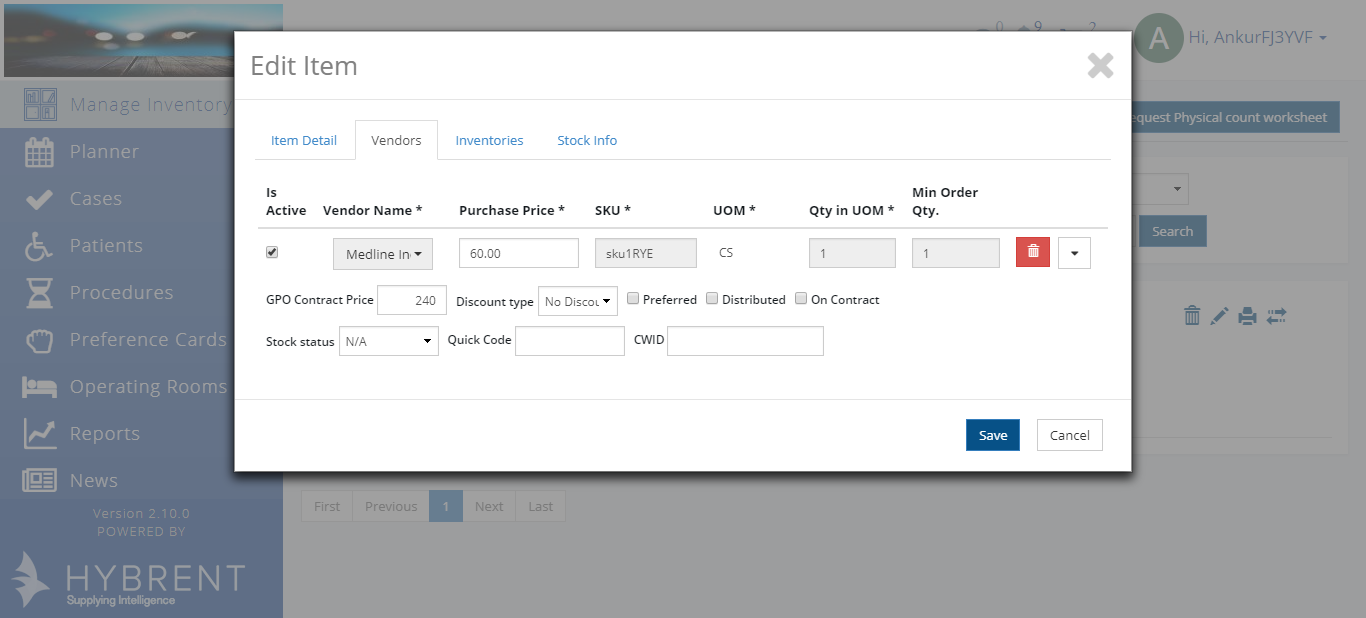 0 9 2
A Hi, AnkurFJ3YVF
Edit Item
Manage Inventory
Planner
Cases
Patients
Procedures
Preference Cards
Operating Rooms
Reports
News
Version 2.10.0
POWERED BY
HYBRENT
Supplying Intelligence
equest Physical count worksheet
Search
Item Detail Vendors Inventories Stock Info
Is Active Vendor Name * Purchase Price * SKU * UOM * Qty in UOM * Min Order Qty.
Medline In 60.00 sku1RYE CS 1 1
GPO Contract Price 240 Discount type No Discou Preferred Distributed On Contract
Stock status N/A Quick Code CWID
Save Cancel
First Previous 1 Next Last